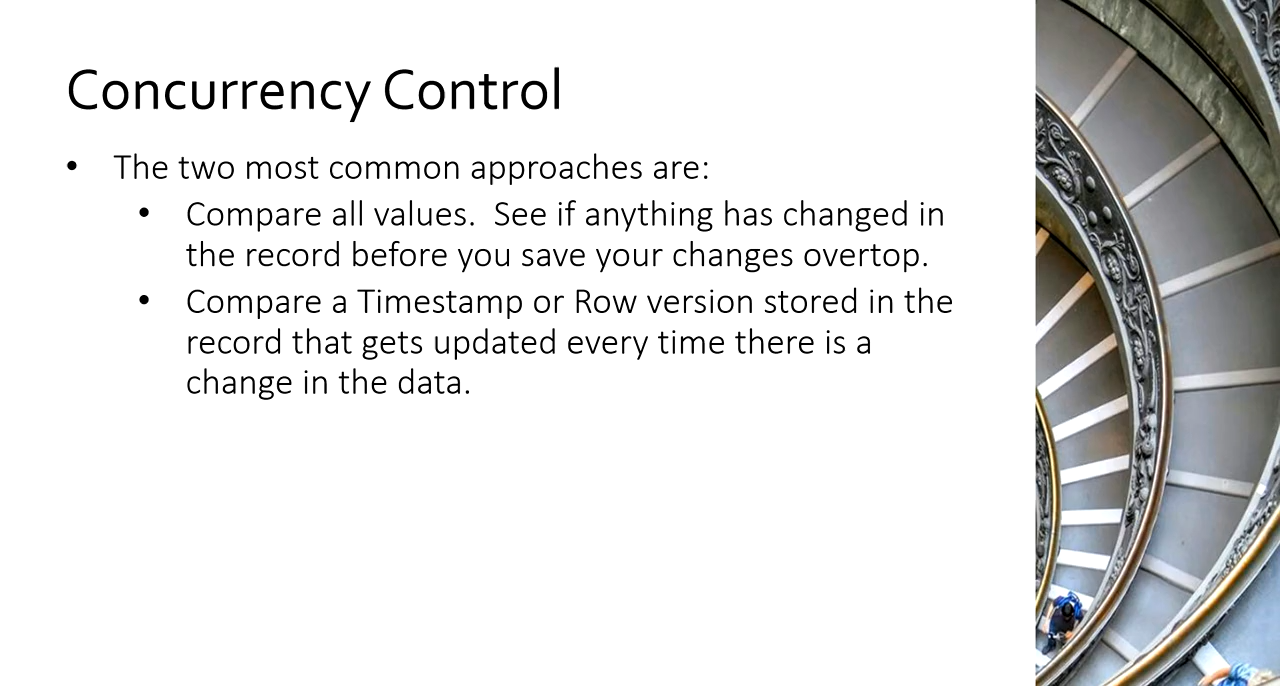 Concurrency Control
• The two most common approaches are:
• Compare all values.  See if anything has changed in
the record before you save your changes overtop.
• Compare a Timestamp or Row version stored in the
record that gets updated every time there is a
change in the data.